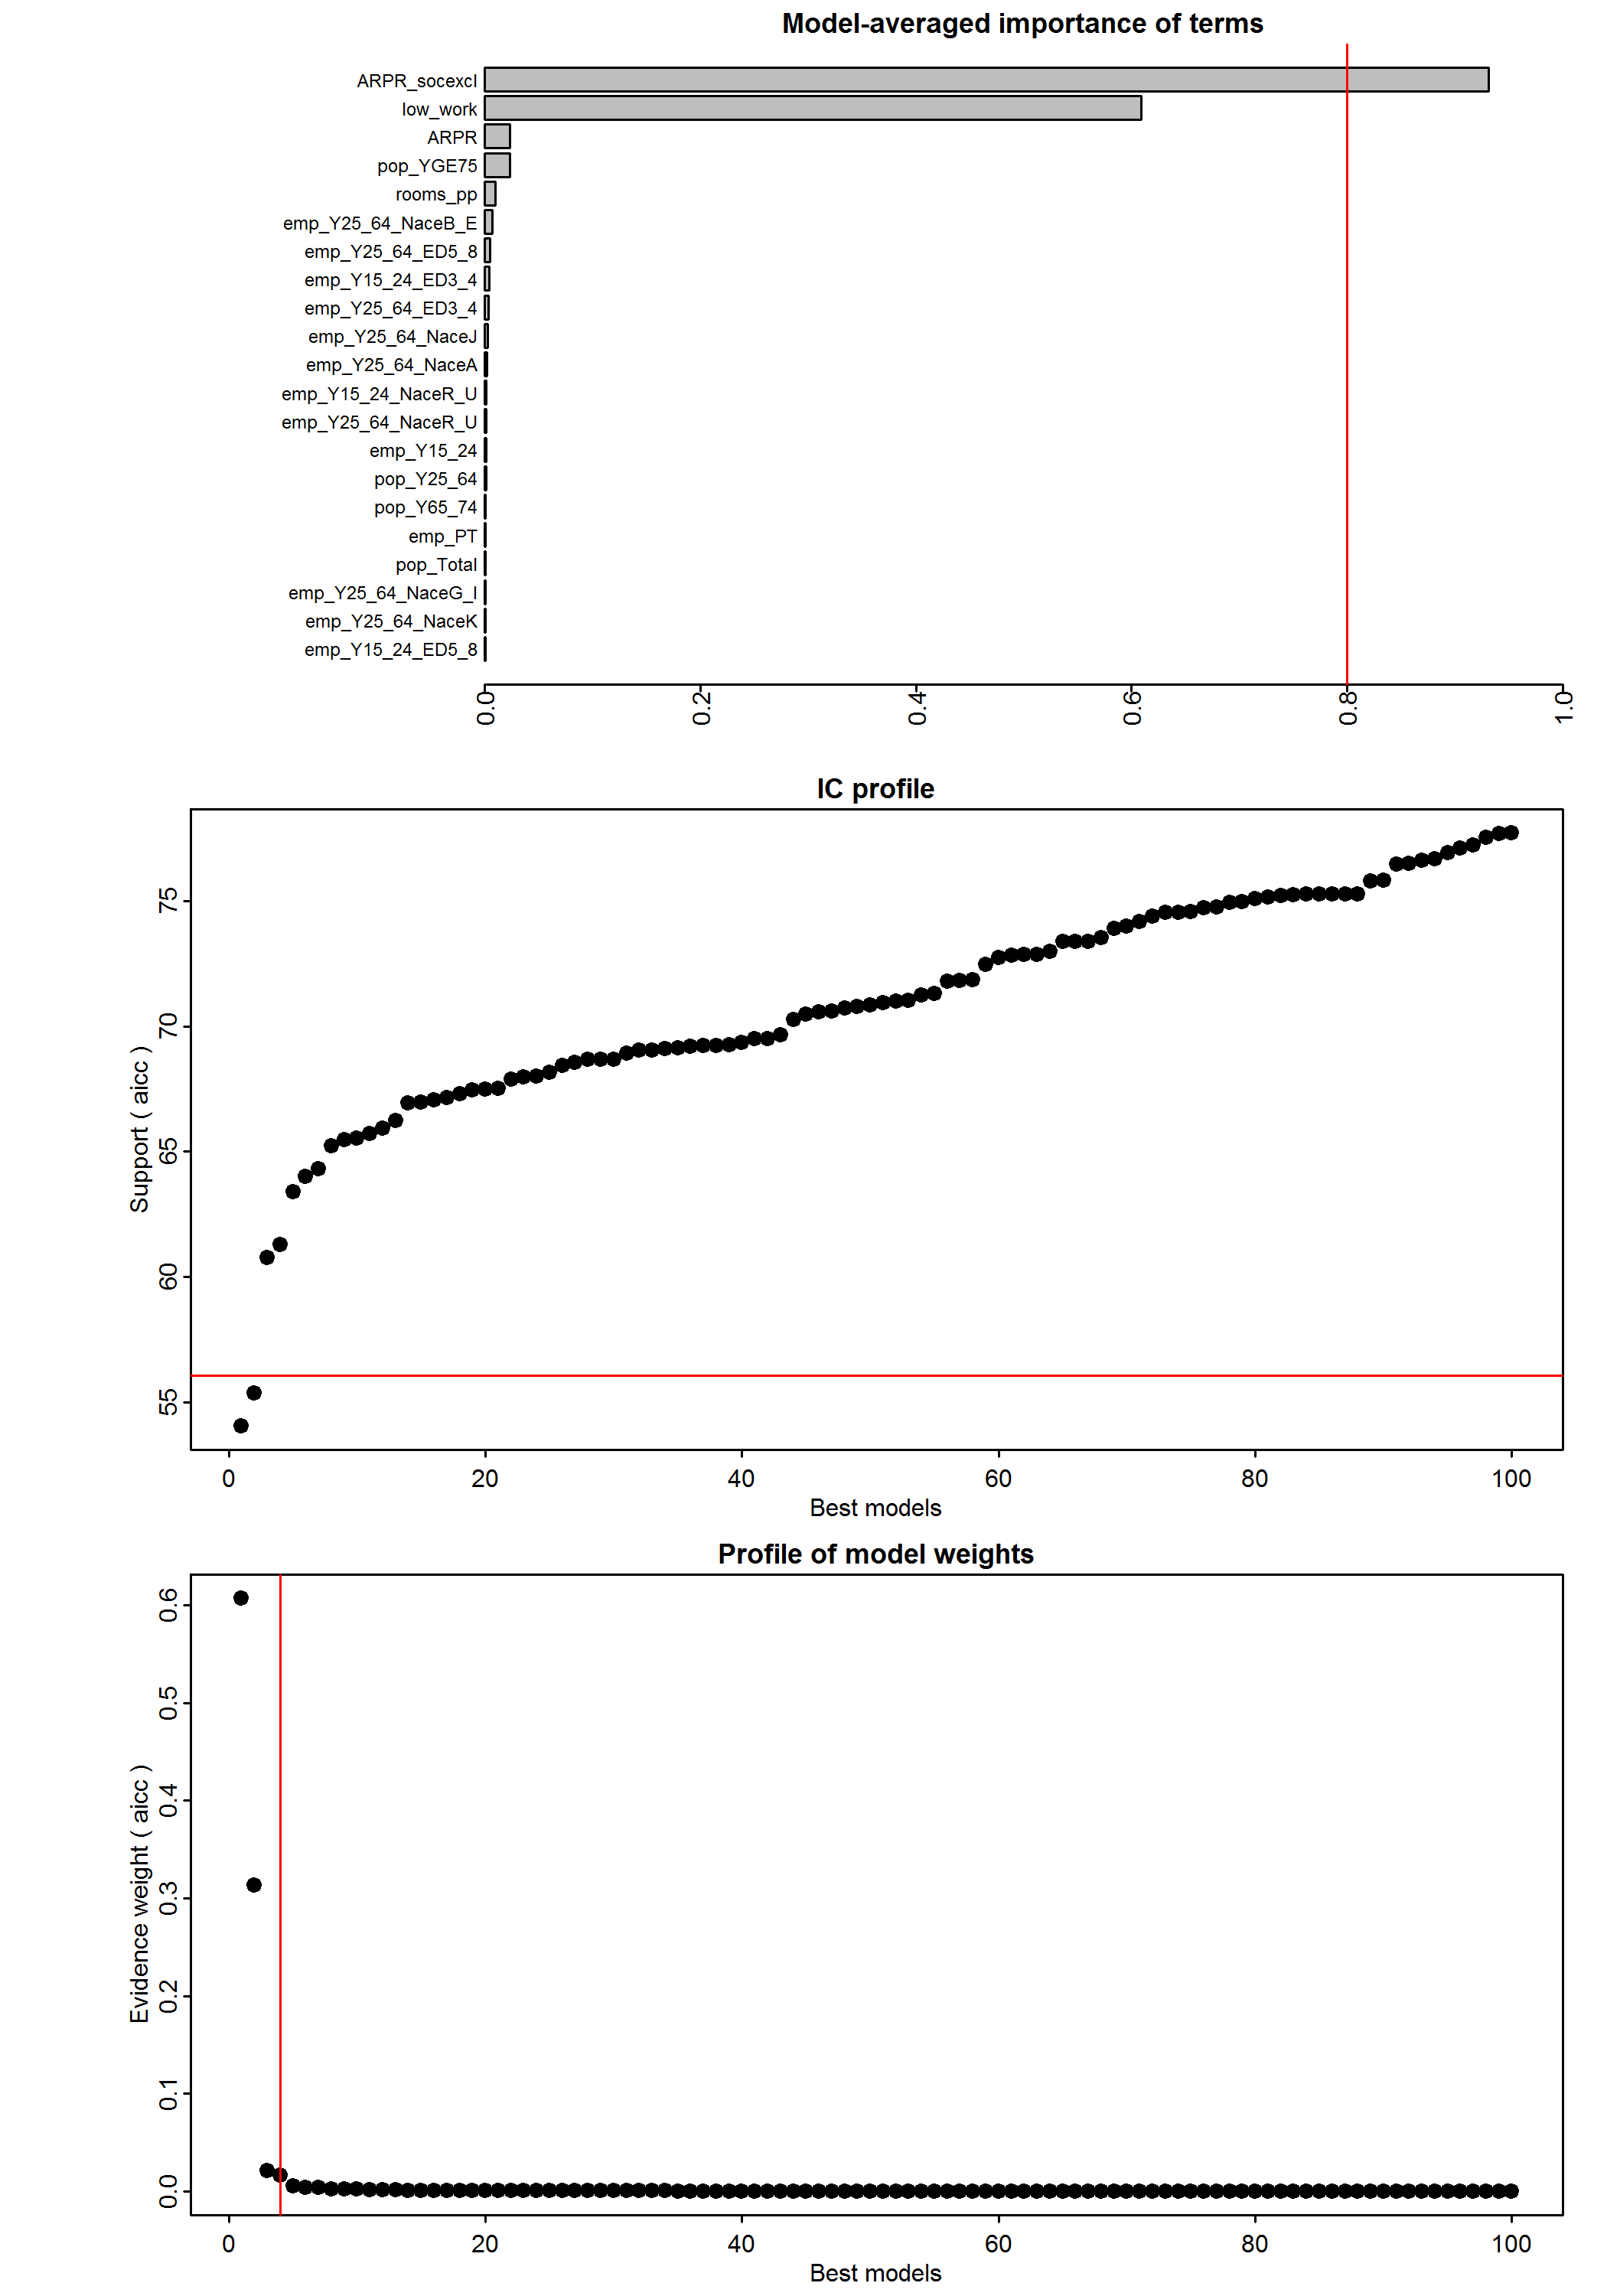 Model-averaged importance of terms
ARPR_socexcl
low_work
ARPR
pop_YGE75
rooms_pp
emp_Y25_64_NaceB_E
emp_Y25_64_ED5_8
emp_Y15_24_ED3_4
emp_Y25_64_ED3_4
emp_Y25_64_NaceJ
emp_Y25_64_NaceA
emp_Y15_24_NaceR_U
emp_Y25_64_NaceR_U
emp_Y15_24
pop_Y25_64
pop_Y65_74
emp_PT
pop_Total
emp_Y25_64_NaceG_I
emp_Y25_64_NaceK
emp_Y15_24_ED5_8
0.0 0.2 0.4 0.6 0.8 1.0
IC profile
Support ( aicc )
75
70
65
60
55
0 20 40 60 80 100
Best models
Profile of model weights
Evidence weight ( aicc )
0.6
0.5
0.4
0.3
0.2
0.1
0.0
0 20 40 60 80 100
Best models